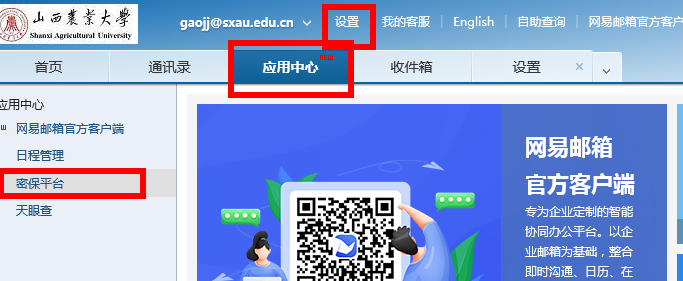 山西农业大学
Shanxi Agricultural University
gaojj@sxau.edu.cn 设置 我的客服 English 自助查询 网易邮箱官方客户
首页 通讯录 应用中心 NEW 收件箱 设置 ×
应用中心
网易邮箱官方客户端
日程管理
密保平台
天眼查
网易邮箱
官方客户端
专为企业定制的智能
协同办公平台。以企
业邮箱为基础，整合
即时沟通、日历、在